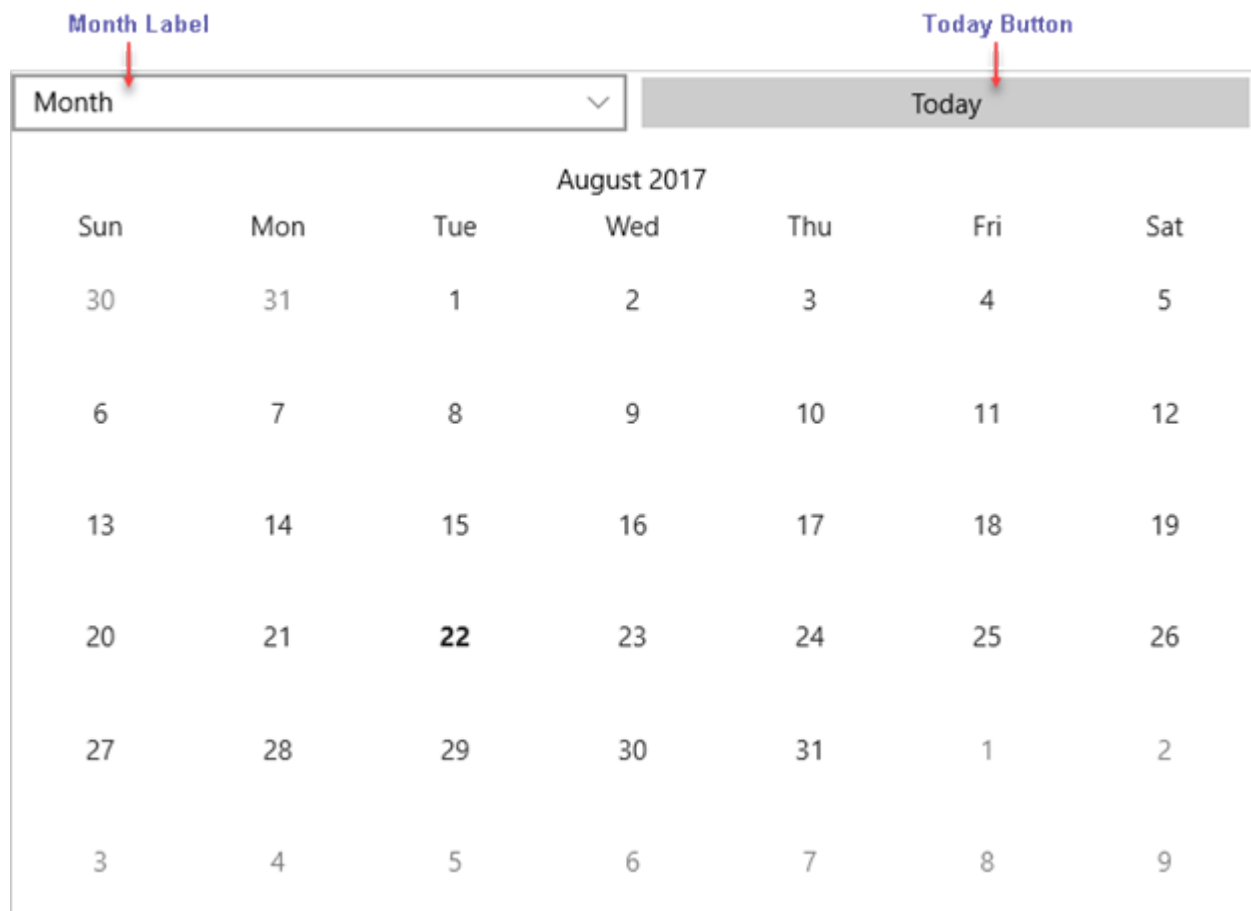 Month Label Today Button
Month Today
August 2017
Sun Mon Tue Wed Thu Fri Sat
30 31 1 2 3 4 5
6 7 8 9 10 11 12
13 14 15 16 17 18 19
20 21 22 23 24 25 26
27 28 29 30 31 1 2
3 4 5 6 7 8 9